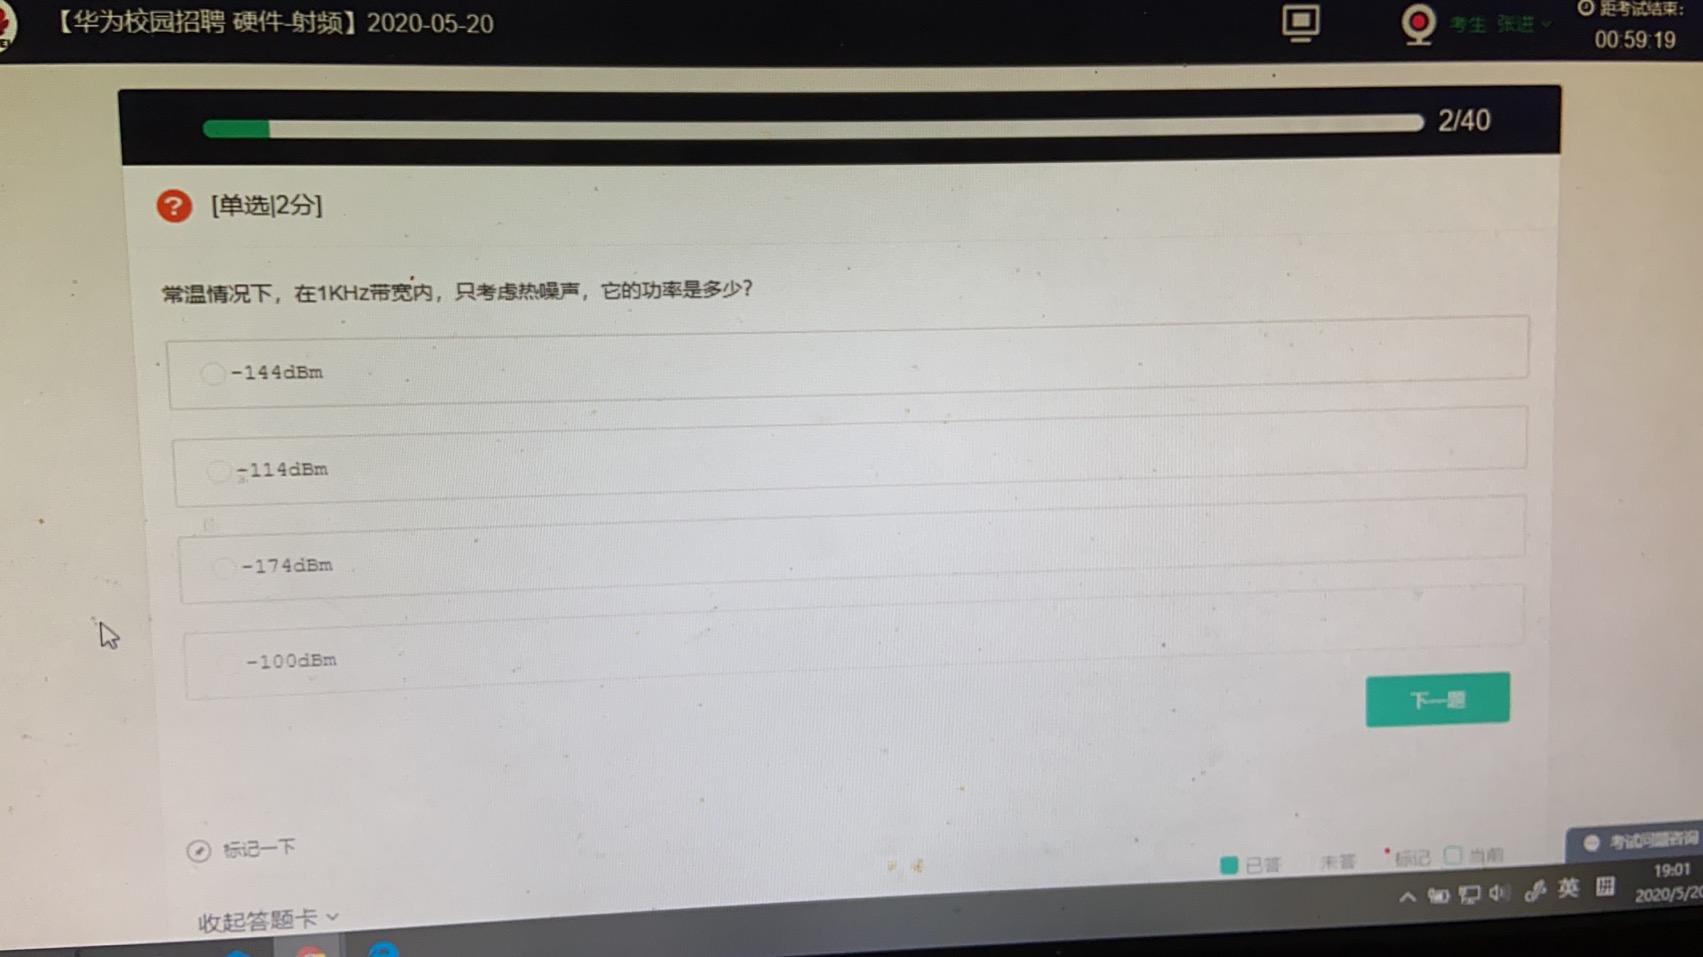 【华为校园招聘 硬件-射频】2020-05-20
考生 张进
距考试结束:
00:59:19
2/40
?
[单选|2分]
常温情况下，在1KHz带宽内，只考虑热噪声，它的功率是多少?
-144dBm
-114dBm
-174dBm
-100dBm
下一题
标记一下
已答 未答 标记 当前
考试问题咨询
收起答题卡
英
拼
19:01
2020/5/20